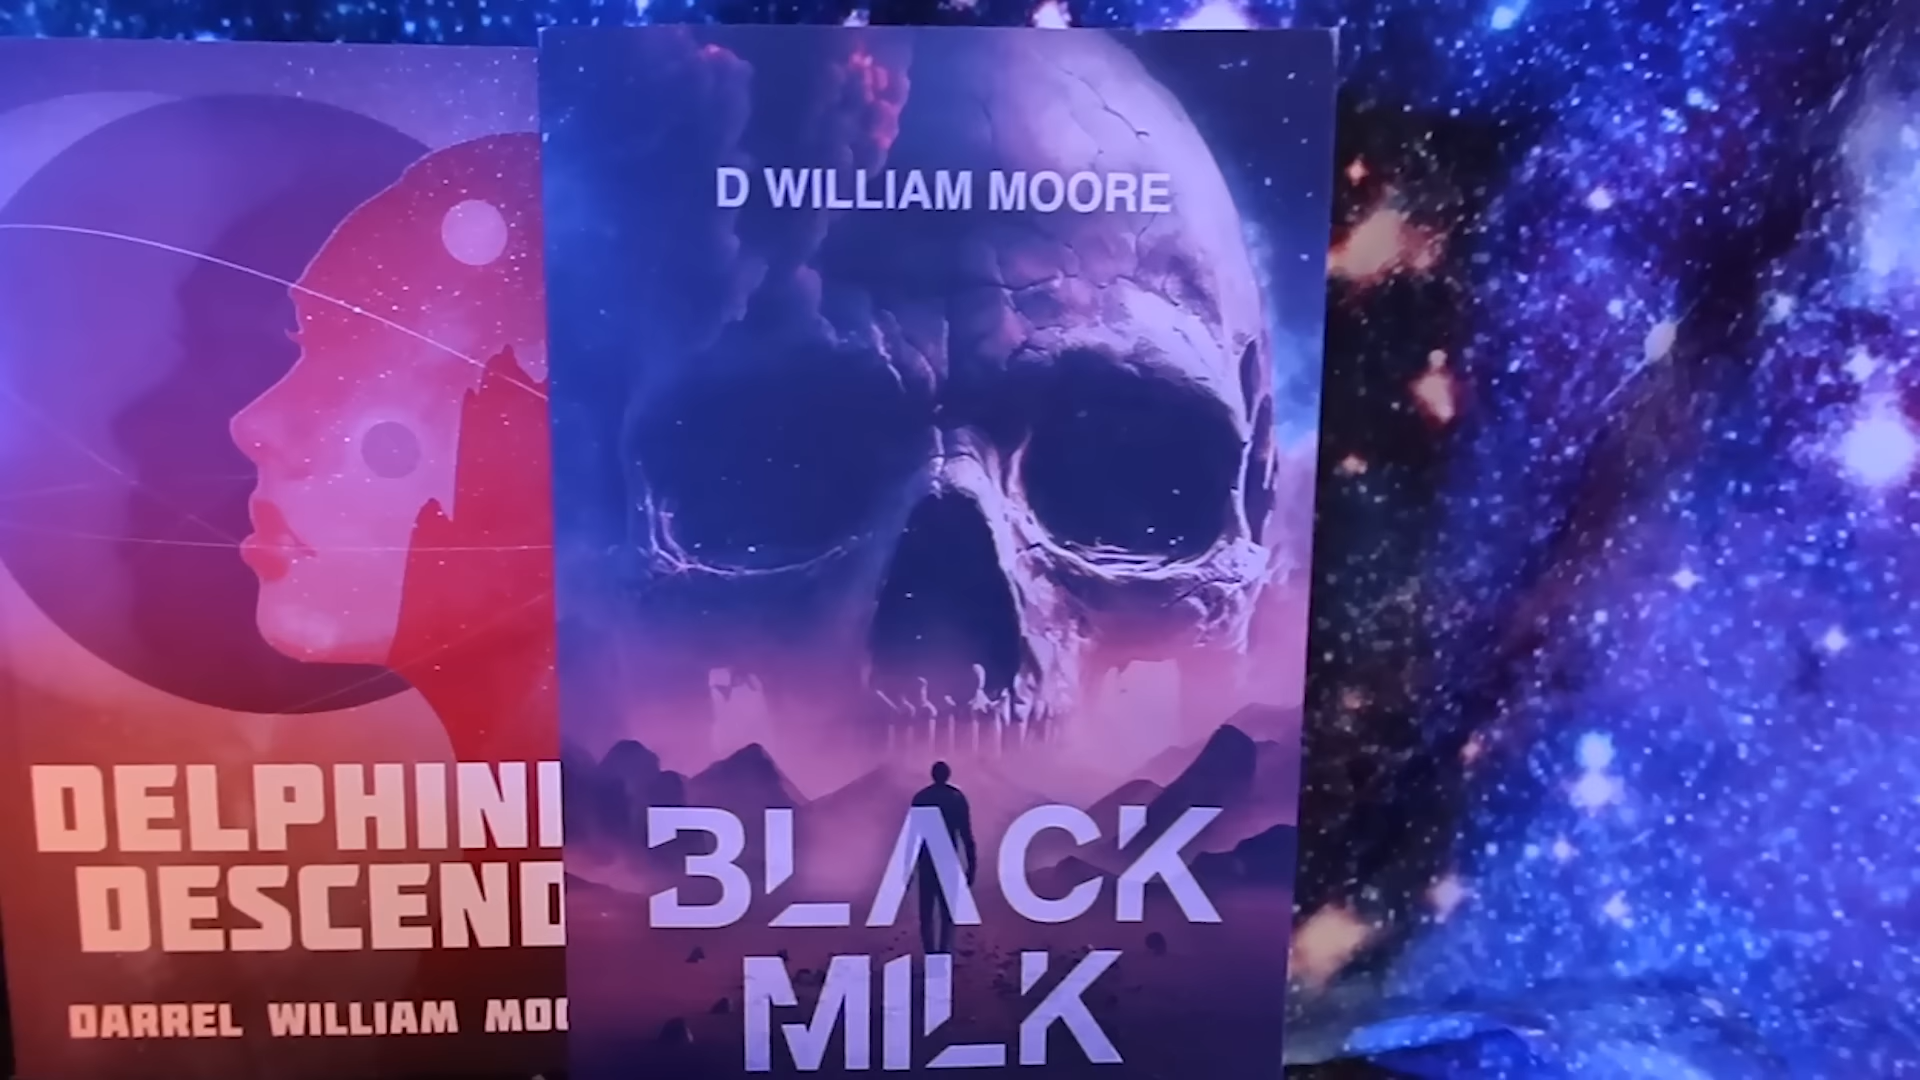 DELPHINI
DESCEND
DARREL WILLIAM MOO
D WILLIAM MOORE
BLACK
MILK